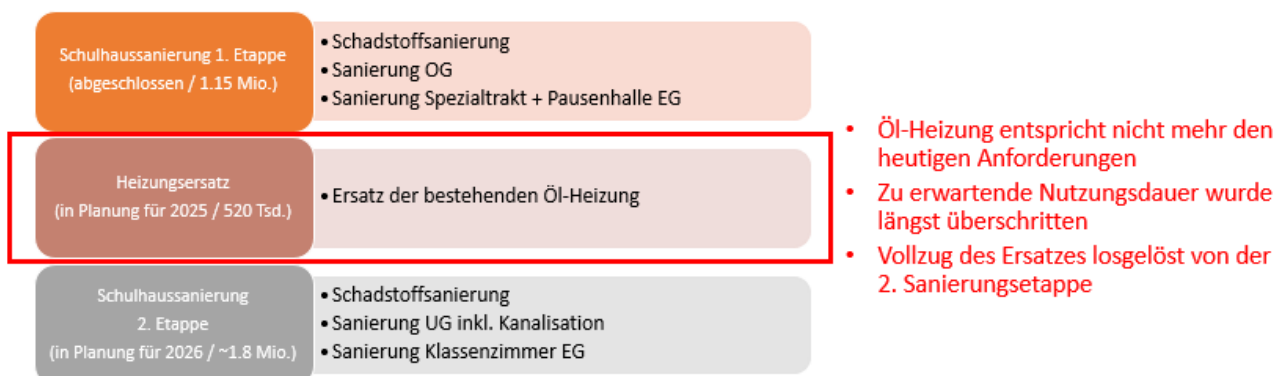 Schulhaussanierung 1. Etappe
(abgeschlossen / 1.15 Mio.)
• Schadstoffsanierung
• Sanierung OG
• Sanierung Spezialtrakt + Pausenhalle EG
Heizungsersatz
(in Planung für 2025 / 520 Tsd.)
• Ersatz der bestehenden Öl-Heizung
Schulhaussanierung
2. Etappe
(in Planung für 2026 / ~1.8 Mio.)
• Schadstoffsanierung
• Sanierung UG inkl. Kanalisation
• Sanierung Klassenzimmer EG
• Öl-Heizung entspricht nicht mehr den
heutigen Anforderungen
• Zu erwartende Nutzungsdauer wurde
längst überschritten
• Vollzug des Ersatzes losgelöst von der
2. Sanierungsetappe